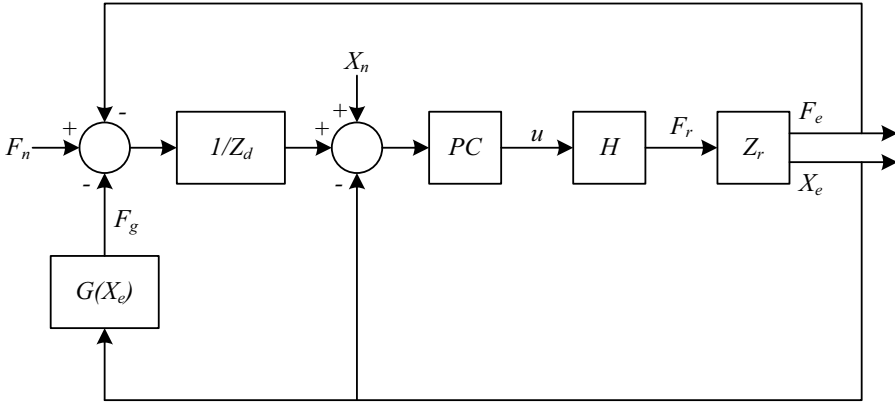 X_n
F_n
+
-
-
1/Z_d
+
+
-
PC
u
H
F_r
Z_r
F_e
X_e
F_g
G(X_e)